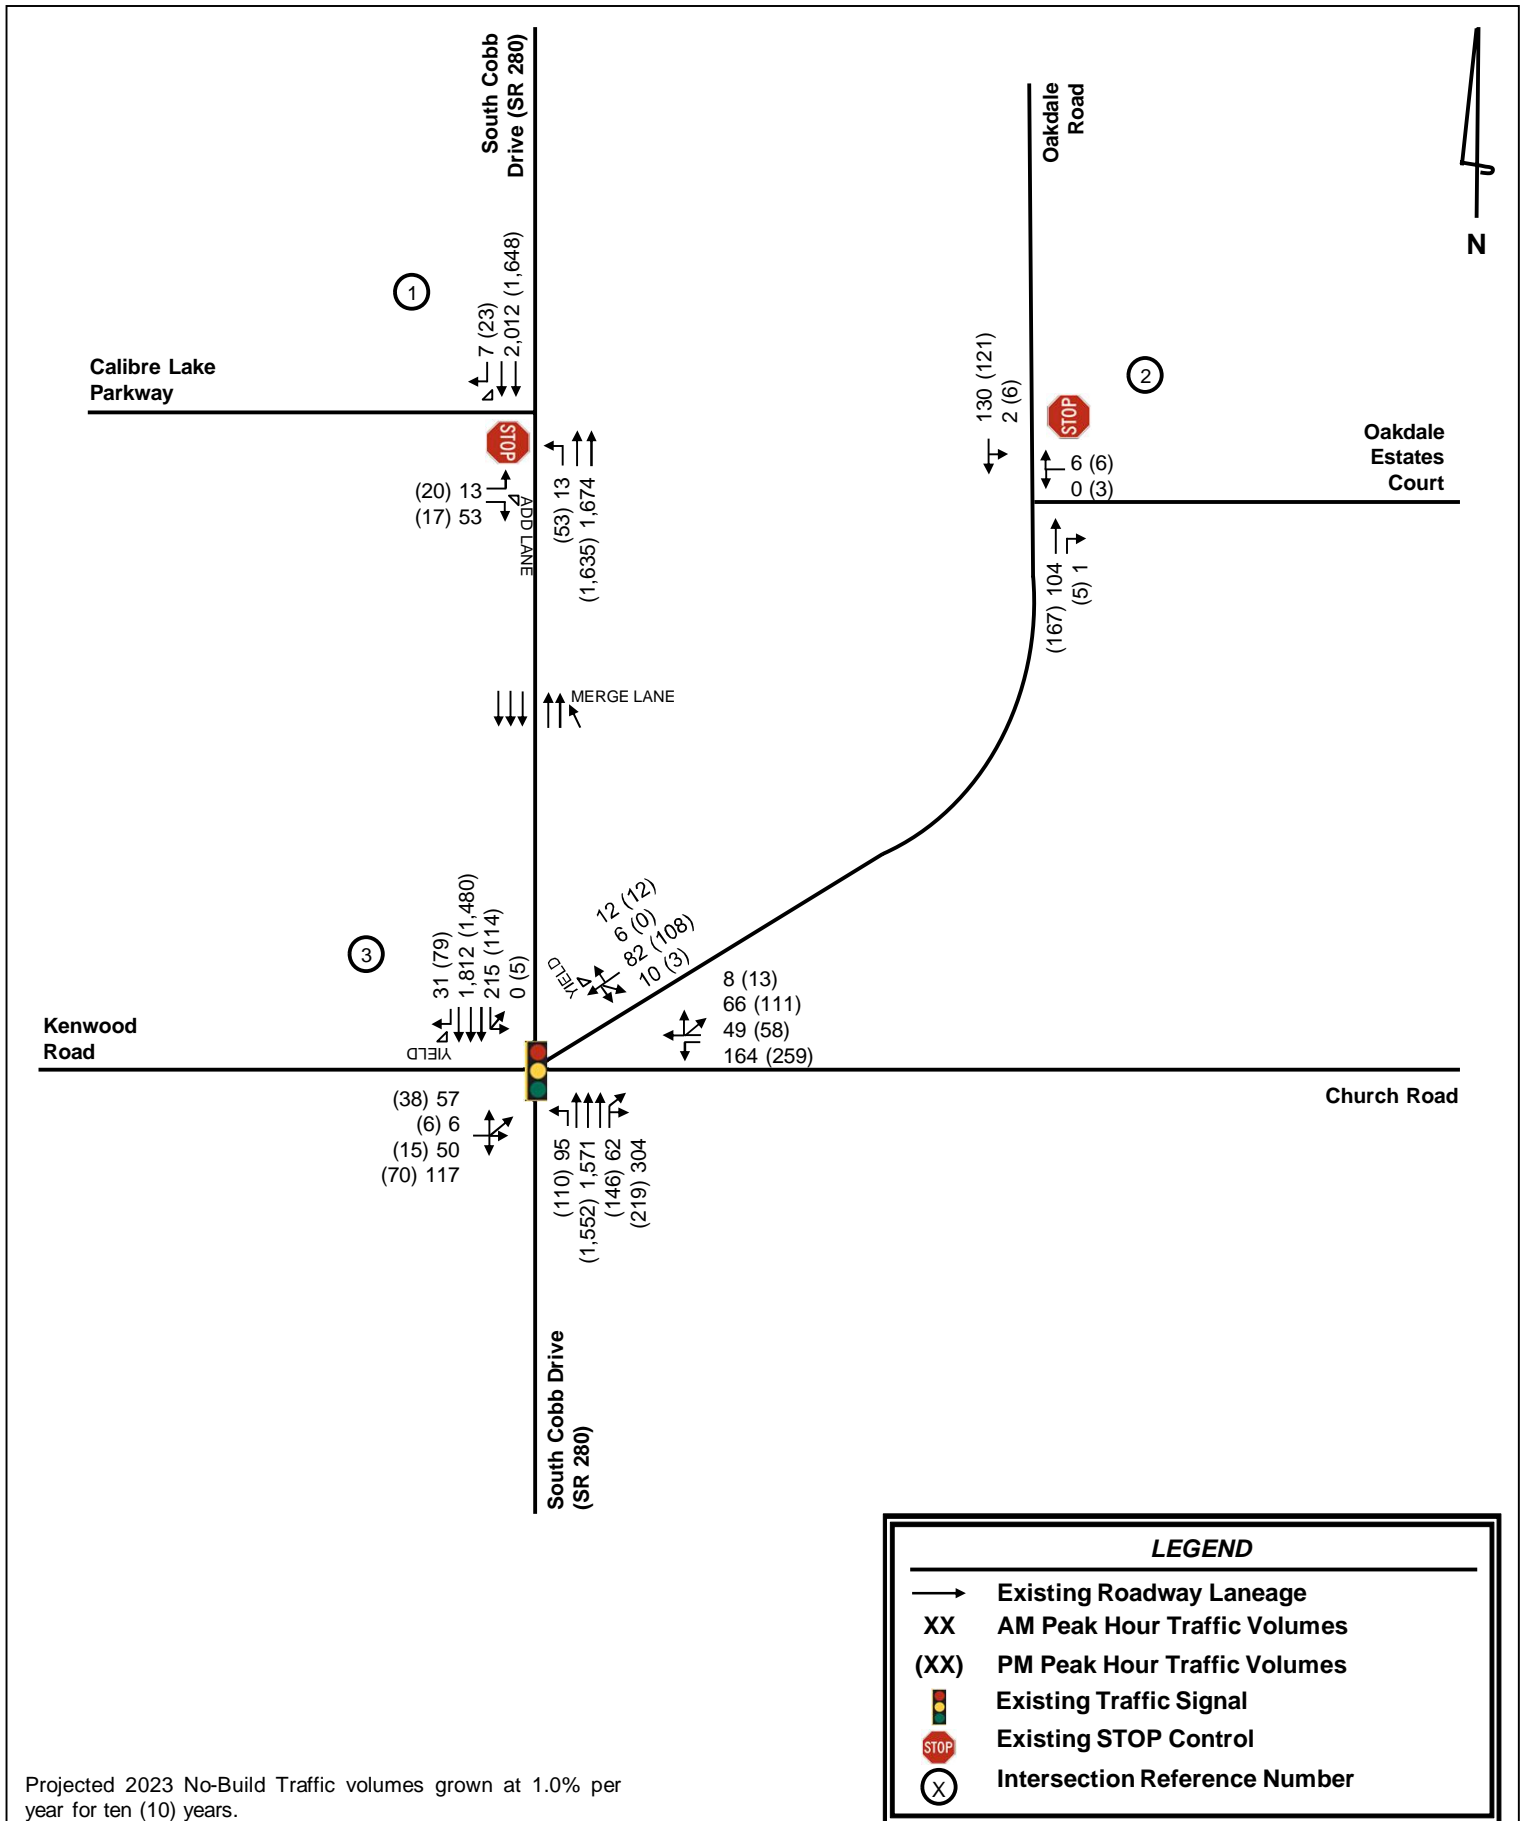 South Cobb
Drive (SR 280)
Oakdale
Road
N
1
7 (23)
2,012 (1,648)
Calibre Lake
Parkway
STOP
(20) 13
(17) 53
ADD LANE
(53) 13
(1,635) 1,674
130 (121)
2 (6)
STOP
2
6 (6)
0 (3)
Oakdale
Estates
Court
(167) 104
(5) 1
MERGE LANE
3
31 (79)
1,812 (1,480)
215 (114)
0 (5)
YIELD
12 (12)
6 (0)
82 (108)
10 (3)
YIELD
8 (13)
66 (111)
49 (58)
164 (259)
Kenwood
Road
Church Road
(38) 57
(6) 6
(15) 50
(70) 117
(110) 95
(1,552) 1,571
(146) 62
(219) 304
South Cobb Drive
(SR 280)
LEGEND
Existing Roadway Laneage
XX AM Peak Hour Traffic Volumes
(XX) PM Peak Hour Traffic Volumes
Existing Traffic Signal
STOP Existing STOP Control
X Intersection Reference Number
Projected 2023 No-Build Traffic volumes grown at 1.0% per
year for ten (10) years.